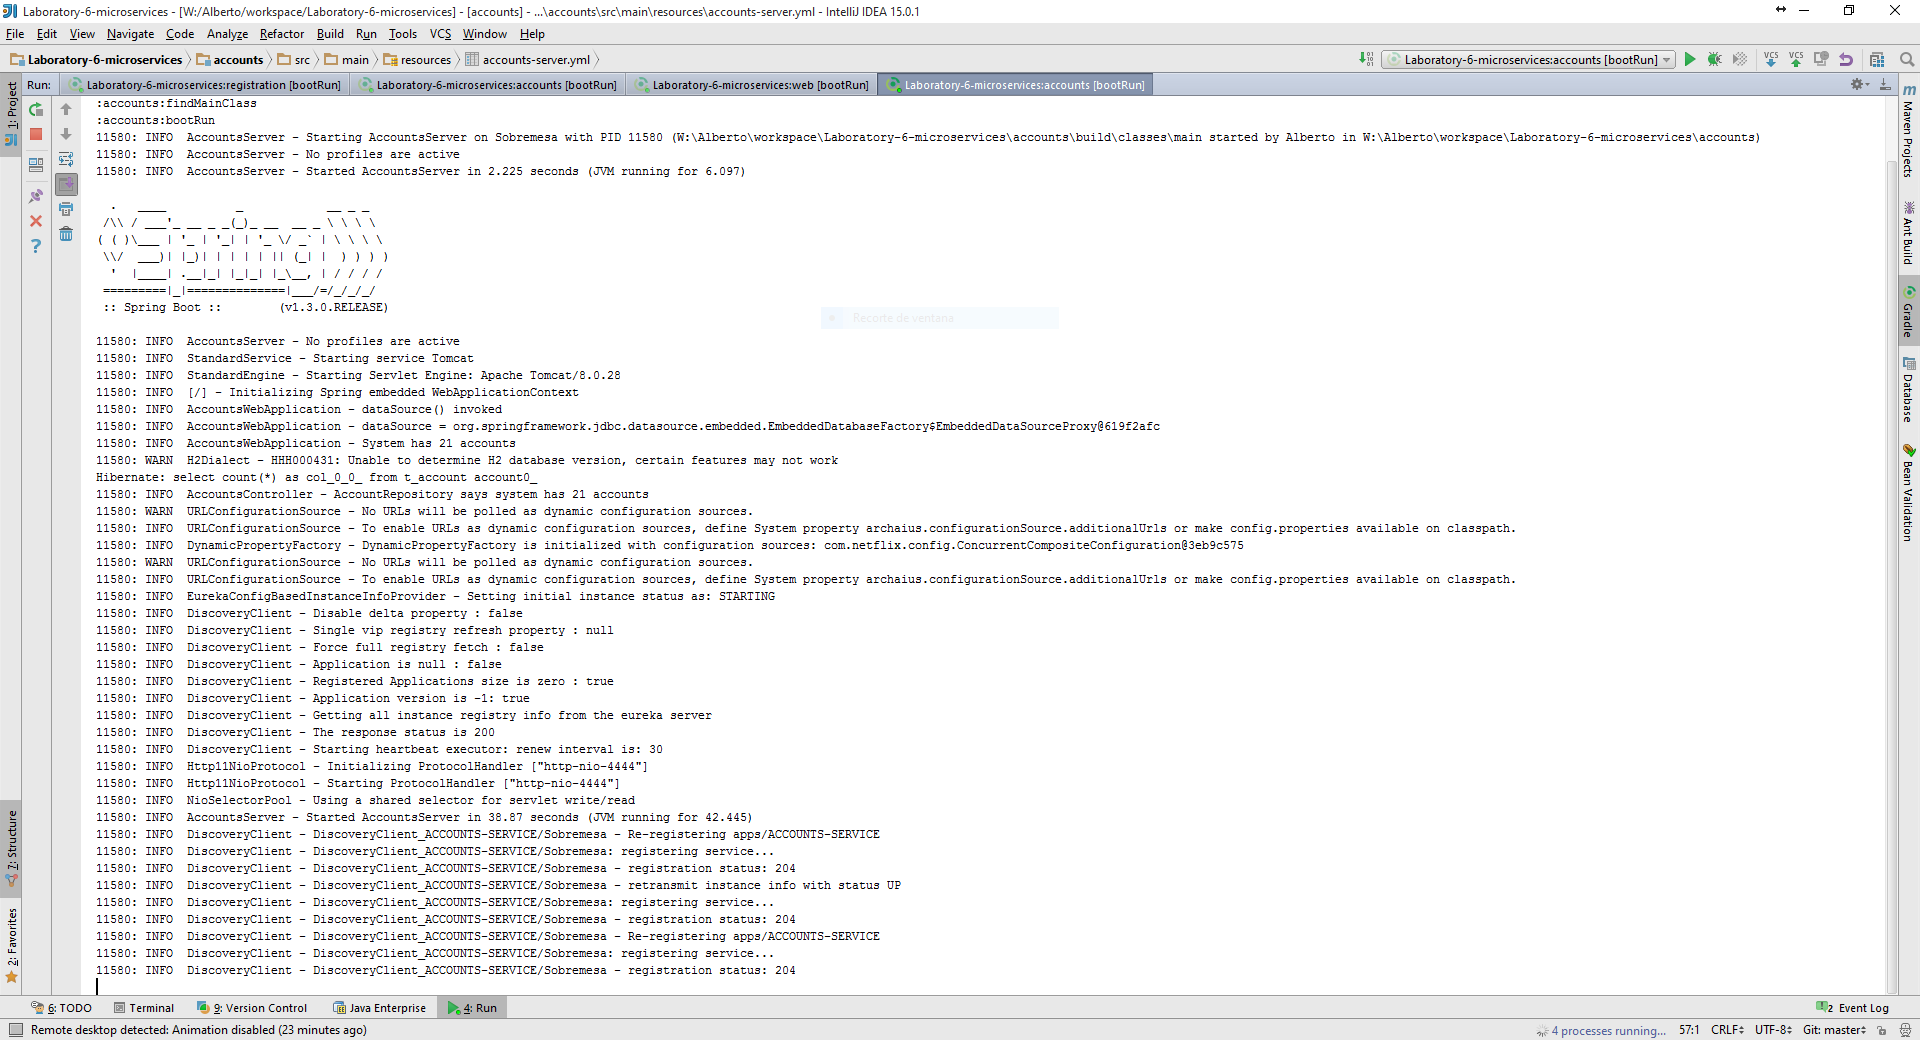 Laboratory-6-microservices - [W:/Alberto/workspace/Laboratory-6-microservices] - [accounts] - ...\accounts\src\main\resources\accounts-server.yml - IntelliJ IDEA 15.0.1
File Edit View Navigate Code Analyze Refactor Build Run Tools VCS Window Help
Laboratory-6-microservices accounts src main resources accounts-server.yml Laboratory-6-microservices:accounts [bootRun] VCS VCS
Run: Laboratory-6-microservices:registration [bootRun] Laboratory-6-microservices:accounts [bootRun] Laboratory-6-microservices:web [bootRun] Laboratory-6-microservices:accounts [bootRun]
1: Project
7: Structure
2: Favorites
:accounts:findMainClass
:accounts:bootRun
11580: INFO  AccountsServer - Starting AccountsServer on Sobremesa with PID 11580 (W:\Alberto\workspace\Laboratory-6-microservices\accounts\build\classes\main started by Alberto in W:\Alberto\workspace\Laboratory-6-microservices\accounts)
11580: INFO  AccountsServer - No profiles are active
11580: INFO  AccountsServer - Started AccountsServer in 2.225 seconds (JVM running for 6.097)
  .   ____          _            __ _ _
 /\\ / ___'_ __ _ _(_)_ __  __ _ \ \ \ \
( ( )\___ | '_ | '_| | '_ \/ _` | \ \ \ \
 \\/  ___)| |_)| | | | | || (_| |  ) ) ) )
  '  |____| .__|_| |_|_| |_\__, | / / / /
 =========|_|==============|___/=/_/_/_/
 :: Spring Boot ::        (v1.3.0.RELEASE)
Recorte de ventana
11580: INFO  AccountsServer - No profiles are active
11580: INFO  StandardService - Starting service Tomcat
11580: INFO  StandardEngine - Starting Servlet Engine: Apache Tomcat/8.0.28
11580: INFO  [/] - Initializing Spring embedded WebApplicationContext
11580: INFO  AccountsWebApplication - dataSource() invoked
11580: INFO  AccountsWebApplication - dataSource = org.springframework.jdbc.datasource.embedded.EmbeddedDatabaseFactory$EmbeddedDataSourceProxy@619f2afc
11580: INFO  AccountsWebApplication - System has 21 accounts
11580: WARN  H2Dialect - HHH000431: Unable to determine H2 database version, certain features may not work
Hibernate: select count(*) as col_0_0_ from t_account account0_
11580: INFO  AccountsController - AccountRepository says system has 21 accounts
11580: WARN  URLConfigurationSource - No URLs will be polled as dynamic configuration sources.
11580: INFO  URLConfigurationSource - To enable URLs as dynamic configuration sources, define System property archaius.configurationSource.additionalUrls or make config.properties available on classpath.
11580: INFO  DynamicPropertyFactory - DynamicPropertyFactory is initialized with configuration sources: com.netflix.config.ConcurrentCompositeConfiguration@3eb9c575
11580: WARN  URLConfigurationSource - No URLs will be polled as dynamic configuration sources.
11580: INFO  URLConfigurationSource - To enable URLs as dynamic configuration sources, define System property archaius.configurationSource.additionalUrls or make config.properties available on classpath.
11580: INFO  EurekaConfigBasedInstanceInfoProvider - Setting initial instance status as: STARTING
11580: INFO  DiscoveryClient - Disable delta property : false
11580: INFO  DiscoveryClient - Single vip registry refresh property : null
11580: INFO  DiscoveryClient - Force full registry fetch : false
11580: INFO  DiscoveryClient - Application is null : false
11580: INFO  DiscoveryClient - Registered Applications size is zero : true
11580: INFO  DiscoveryClient - Application version is -1: true
11580: INFO  DiscoveryClient - Getting all instance registry info from the eureka server
11580: INFO  DiscoveryClient - The response status is 200
11580: INFO  DiscoveryClient - Starting heartbeat executor: renew interval is: 30
11580: INFO  Http11NioProtocol - Initializing ProtocolHandler ["http-nio-4444"]
11580: INFO  Http11NioProtocol - Starting ProtocolHandler ["http-nio-4444"]
11580: INFO  NioSelectorPool - Using a shared selector for servlet write/read
11580: INFO  AccountsServer - Started AccountsServer in 38.87 seconds (JVM running for 42.445)
11580: INFO  DiscoveryClient - DiscoveryClient_ACCOUNTS-SERVICE/Sobremesa - Re-registering apps/ACCOUNTS-SERVICE
11580: INFO  DiscoveryClient - DiscoveryClient_ACCOUNTS-SERVICE/Sobremesa: registering service...
11580: INFO  DiscoveryClient - DiscoveryClient_ACCOUNTS-SERVICE/Sobremesa - registration status: 204
11580: INFO  DiscoveryClient - DiscoveryClient_ACCOUNTS-SERVICE/Sobremesa - retransmit instance info with status UP
11580: INFO  DiscoveryClient - DiscoveryClient_ACCOUNTS-SERVICE/Sobremesa: registering service...
11580: INFO  DiscoveryClient - DiscoveryClient_ACCOUNTS-SERVICE/Sobremesa - registration status: 204
11580: INFO  DiscoveryClient - DiscoveryClient_ACCOUNTS-SERVICE/Sobremesa - Re-registering apps/ACCOUNTS-SERVICE
11580: INFO  DiscoveryClient - DiscoveryClient_ACCOUNTS-SERVICE/Sobremesa: registering service...
11580: INFO  DiscoveryClient - DiscoveryClient_ACCOUNTS-SERVICE/Sobremesa - registration status: 204
Maven Projects
Ant Build
Gradle
Database
Bean Validation
6: TODO Terminal 9: Version Control Java Enterprise 4: Run 2 Event Log
Remote desktop detected: Animation disabled (23 minutes ago) 4 processes running... 57:1 CRLF UTF-8 Git: master